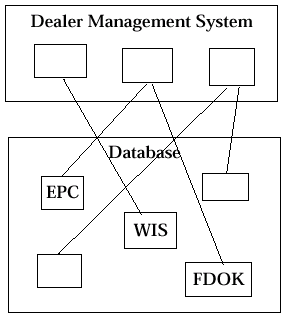 Dealer Management System
Database
EPC
WIS
FDOK